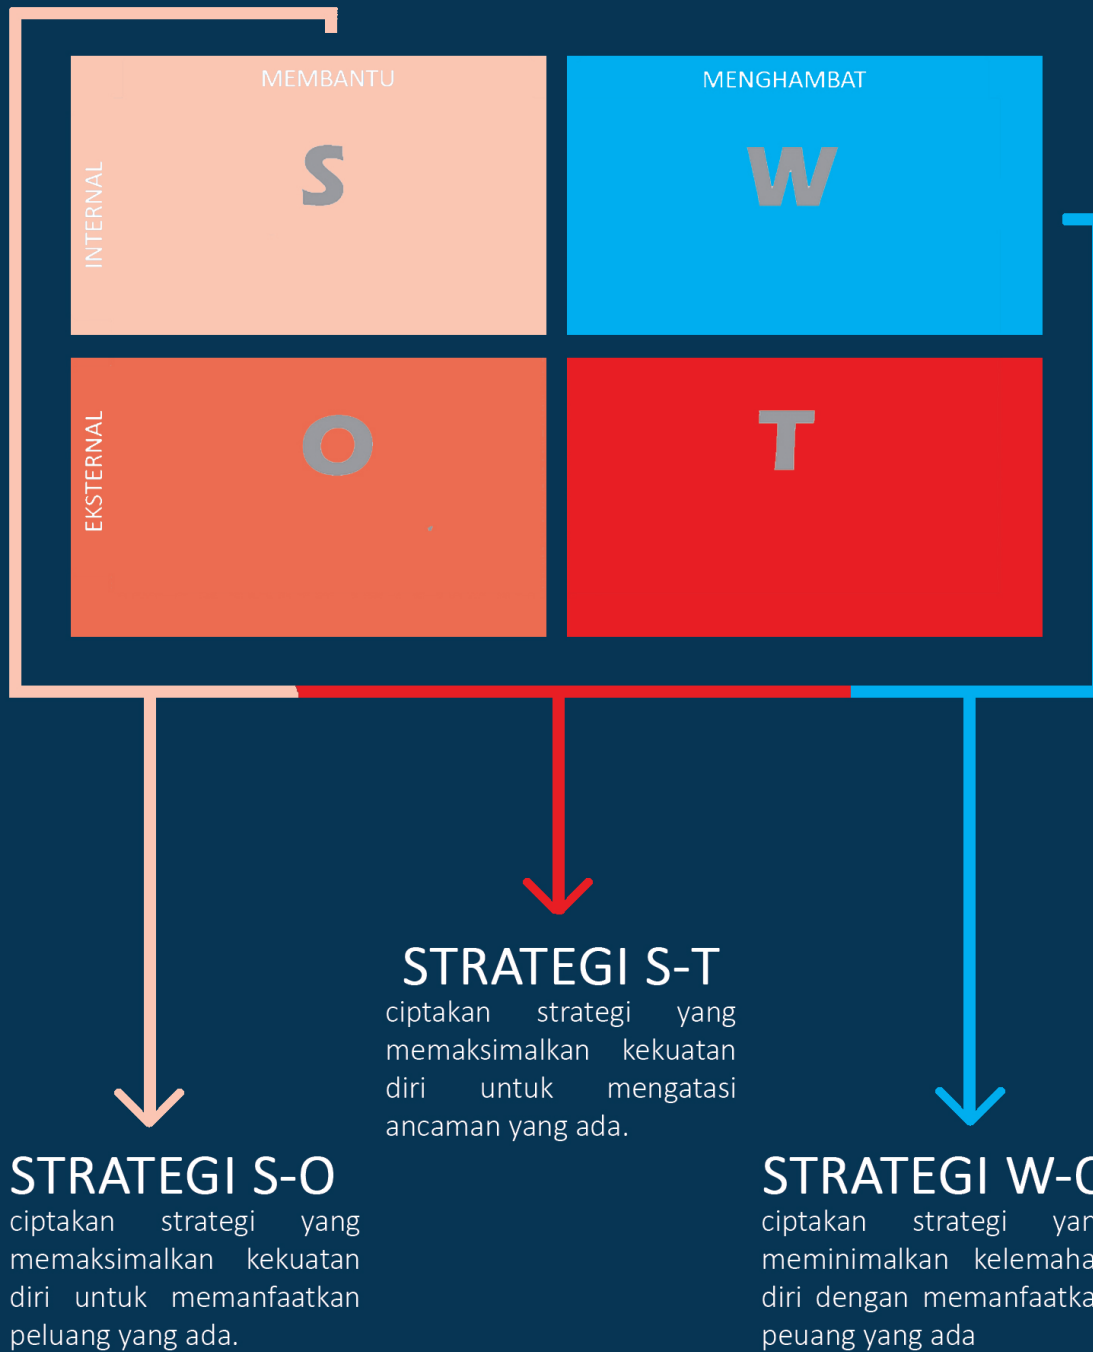 MEMBANTU
MENGHAMBAT
INTERNAL
S
W
EKSTERNAL
O
T
STRATEGI S-T
ciptakan strategi yang
memaksimalkan kekuatan
diri untuk mengatasi
ancaman yang ada.
STRATEGI S-O
ciptakan strategi yang
memaksimalkan kekuatan
diri untuk memanfaatkan
peluang yang ada.
STRATEGI
ciptakan strategi
meminimalkan
diri dengan
peuang yang ada